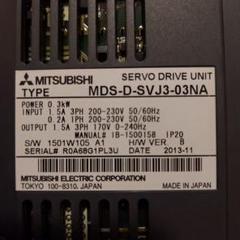 MITSUBISHI SERVO DRIVE UNIT
TYPE MDS-D-SVJ3-03NA
POWER 0.3kW
INPUT 1.5A 3PH 200-230V 50/60Hz
0.2A 1PH 200-230V 50/60Hz
OUTPUT 1.5A 3PH 170V 0-240Hz
MANUAL# IB-1500158 IP20
S/W 1501W105 A1 H/W VER. B
SERIAL# R0A68G1PL3U DATE 2013-11
MITSUBISHI ELECTRIC CORPORATION
TOKYO 100-8310, JAPAN MADE IN JAPAN